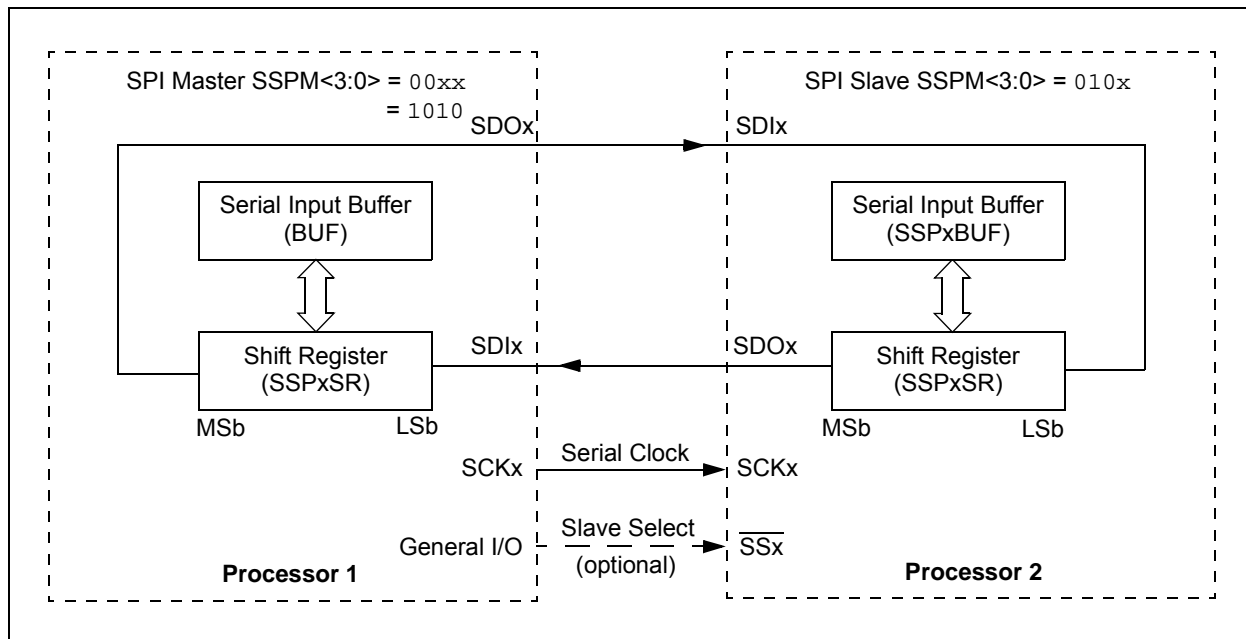 SPI Master SSPM<3:0> = 00xx
= 1010
SDOx
Serial Input Buffer
(BUF)
Shift Register
(SSPxSR)
MSb
LSb
SDIx
SCKx
General I/O
Processor 1
Serial Clock
Slave Select
(optional)
SPI Slave SSPM<3:0> = 010x
SDIx
Serial Input Buffer
(SSPxBUF)
SDOx
Shift Register
(SSPxSR)
MSb
LSb
SCKx
S̅S̅x̅
Processor 2